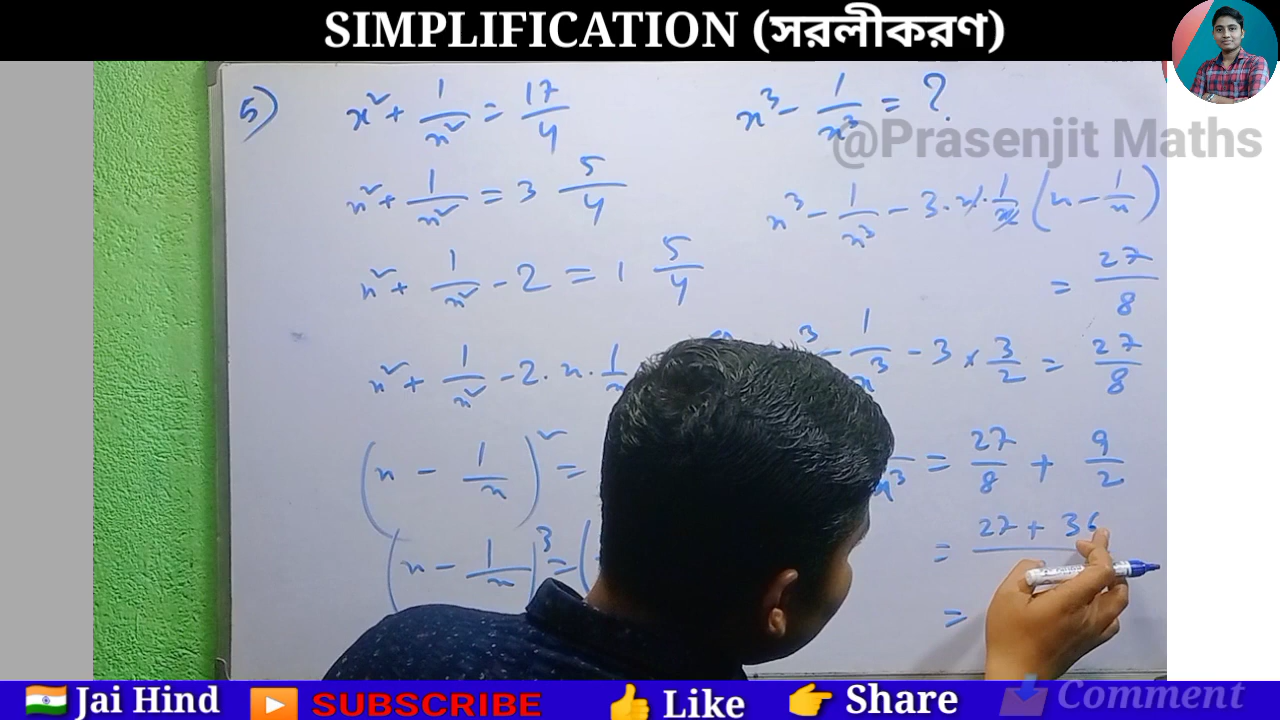 SIMPLIFICATION (সরলীকরণ)
@Prasenjit Maths
5) x² + 1/x² = 17/4
x² + 1/x² = 3 5/4
x² + 1/x² - 2 = 1 5/4
x² + 1/x² - 2 · x · 1/x
(x - 1/x)² =
(x - 1/x)³ = (
x³ - 1/x³ = ?
x³ - 1/x³ - 3 · x · 1/x (x - 1/x)
= 27/8
³ - 1/x³ - 3 × 3/2 = 27/8
x³ = 27/8 + 9/2
= 27 + 36
=
Jai Hind SUBSCRIBE Like Share Comment